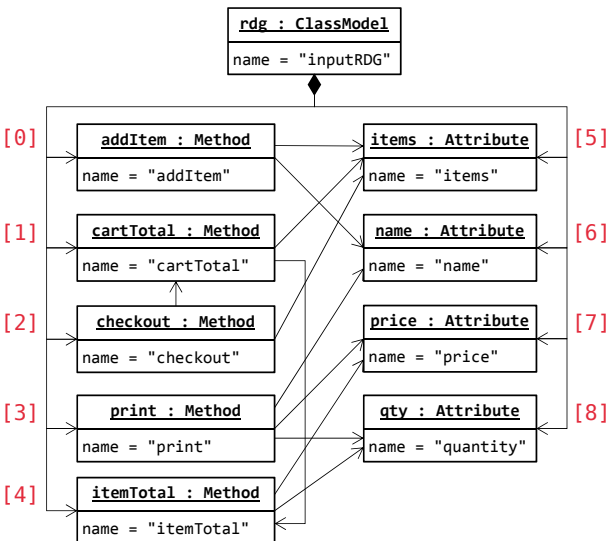 rdg : ClassModel
name = "inputRDG"
[0]
addItem : Method
name = "addItem"
items : Attribute
name = "items"
[5]
[1]
cartTotal : Method
name = "cartTotal"
name : Attribute
name = "name"
[6]
[2]
checkout : Method
name = "checkout"
price : Attribute
name = "price"
[7]
[3]
print : Method
name = "print"
qty : Attribute
name = "quantity"
[8]
[4]
itemTotal : Method
name = "itemTotal"